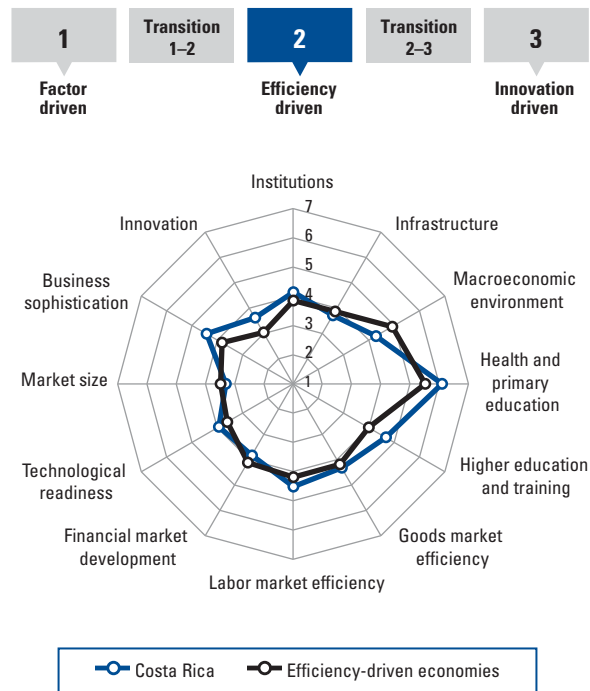 1
Transition
1–2
2
Transition
2–3
3
Factor
driven
Efficiency
driven
Innovation
driven
Institutions
Infrastructure
Macroeconomic
environment
Health and
primary
education
Higher education
and training
Goods market
efficiency
Labor market efficiency
Financial market
development
Technological
readiness
Market size
Business
sophistication
Innovation
7
6
5
4
3
2
1
Costa Rica
Efficiency-driven economies